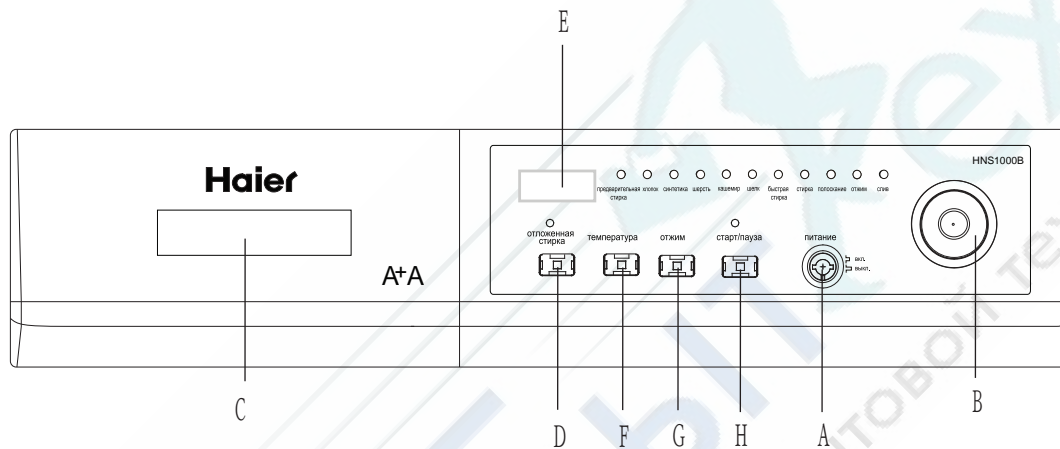 E
HNS1000B
Haier
предварительная стирка
хлопок
синтетика
шерсть
кашемир
шелк
быстрая стирка
стирка
полоскание
отжим
слив
отложенная стирка
температура
отжим
старт/пауза
питание
вкл.
выкл.
A+A
C
D
F
G
H
A
B